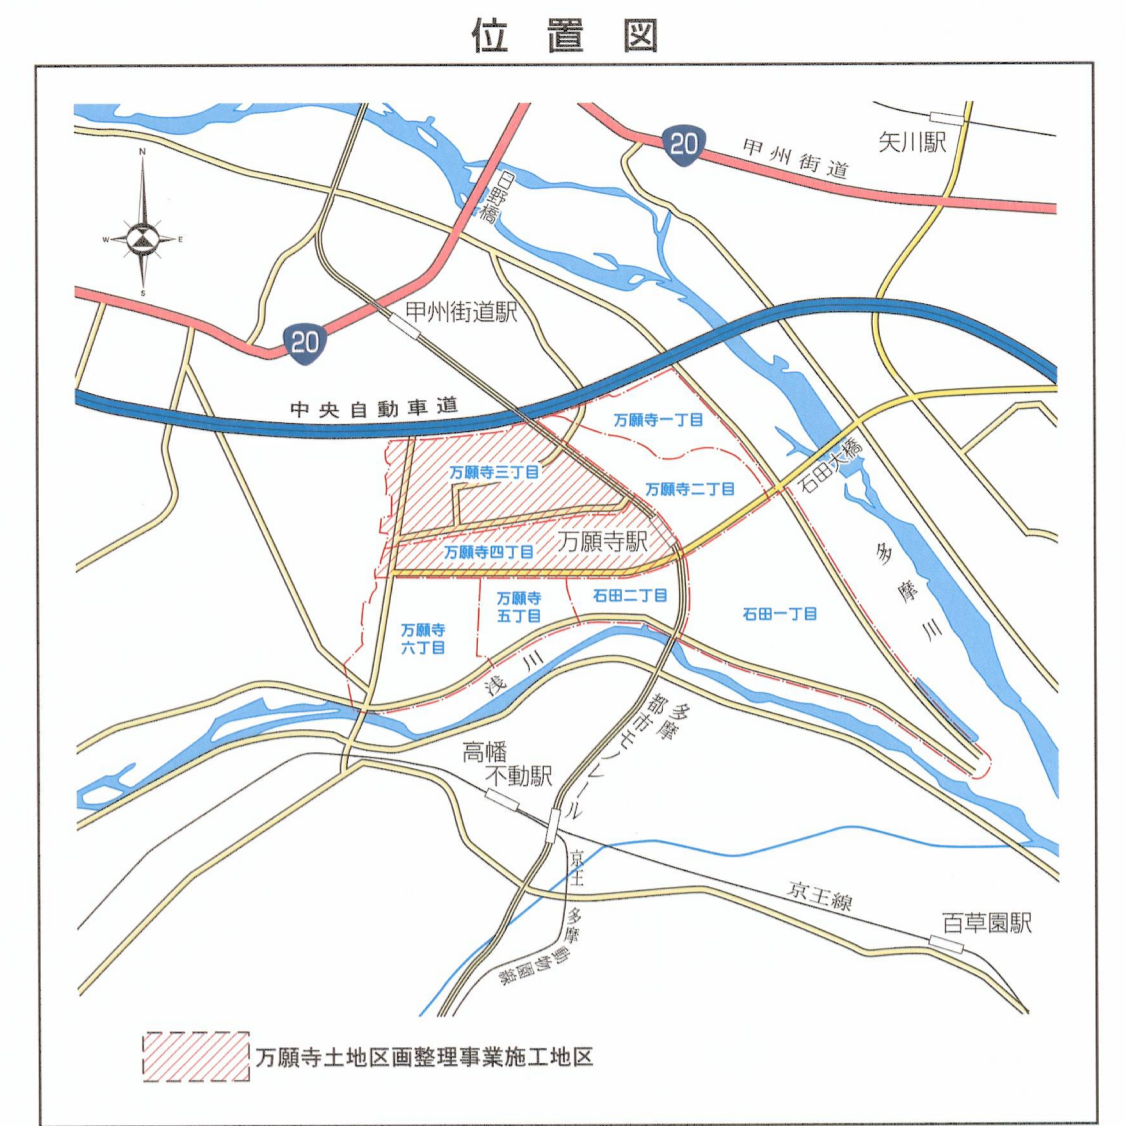 位置図
矢川駅
20
甲州街道
日野橋
N
W
E
S
甲州街道駅
20
中央自動車道
万願寺一丁目
万願寺三丁目
万願寺二丁目
石田大橋
万願寺四丁目
万願寺駅
多摩川
万願寺
五丁目
石田二丁目
石田一丁目
万願寺
六丁目
浅川
多摩
都市モノレール
高幡
不動駅
京王
多摩
動物園線
京王線
百草園駅
万願寺土地区画整理事業施工地区